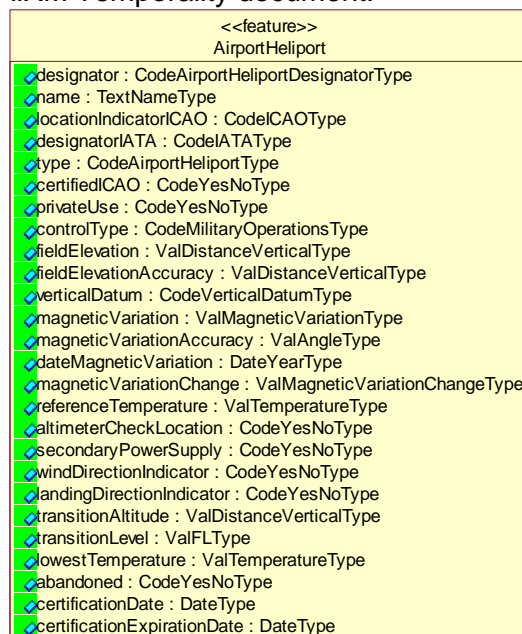 <<feature>>
AirportHeliport
designator : CodeAirportHeliportDesignatorType
name : TextNameType
locationIndicatorICAO : CodeICAOType
designatorIATA : CodeIATAType
type : CodeAirportHeliportType
certifiedICAO : CodeYesNoType
privateUse : CodeYesNoType
controlType : CodeMilitaryOperationsType
fieldElevation : ValDistanceVerticalType
fieldElevationAccuracy : ValDistanceVerticalType
verticalDatum : CodeVerticalDatumType
magneticVariation : ValMagneticVariationType
magneticVariationAccuracy : ValAngleType
dateMagneticVariation : DateYearType
magneticVariationChange : ValMagneticVariationChangeType
referenceTemperature : ValTemperatureType
altimeterCheckLocation : CodeYesNoType
secondaryPowerSupply : CodeYesNoType
windDirectionIndicator : CodeYesNoType
landingDirectionIndicator : CodeYesNoType
transitionAltitude : ValDistanceVerticalType
transitionLevel : ValFLType
lowestTemperature : ValTemperatureType
abandoned : CodeYesNoType
certificationDate : DateType
certificationExpirationDate : DateType